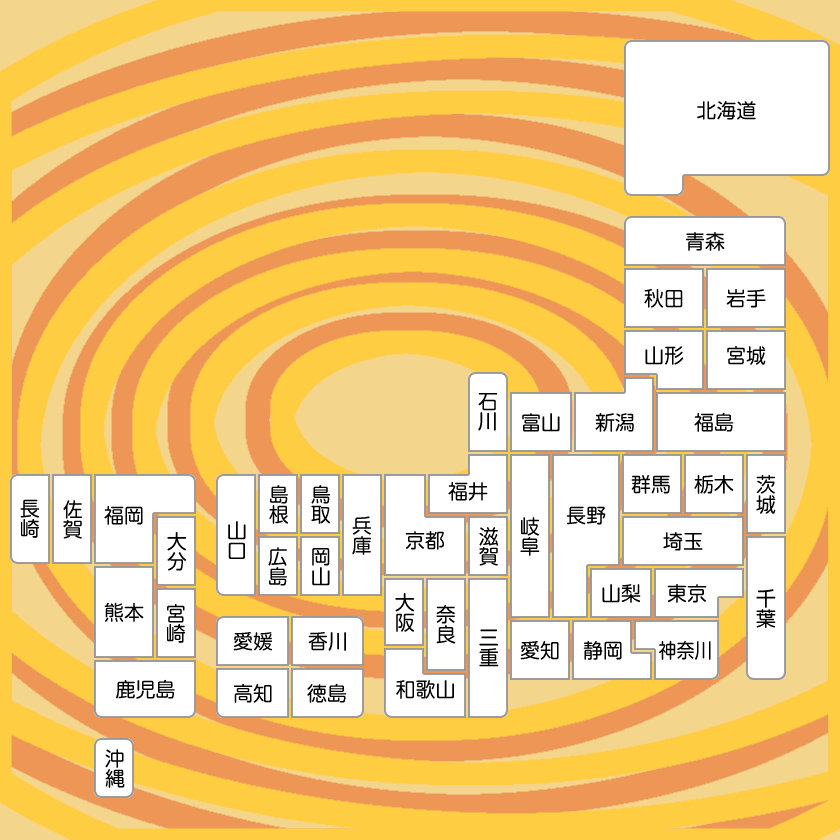 北海道
青森
秋田
岩手
山形
宮城
石川
富山
新潟
福島
福井
岐阜
長野
群馬
栃木
茨城
長崎
佐賀
福岡
大分
山口
島根
鳥取
兵庫
京都
滋賀
埼玉
広島
岡山
熊本
宮崎
大阪
奈良
三重
山梨
東京
千葉
愛媛
香川
愛知
静岡
神奈川
鹿児島
高知
徳島
和歌山
沖縄